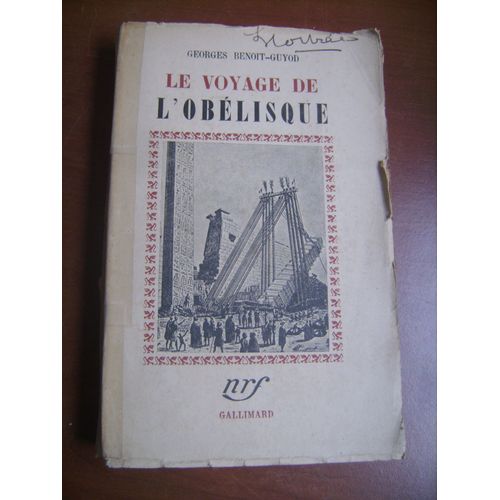 GEORGES BENOIT-GUYOD
LE VOYAGE DE
L'OBÉLISQUE
nrf
GALLIMARD